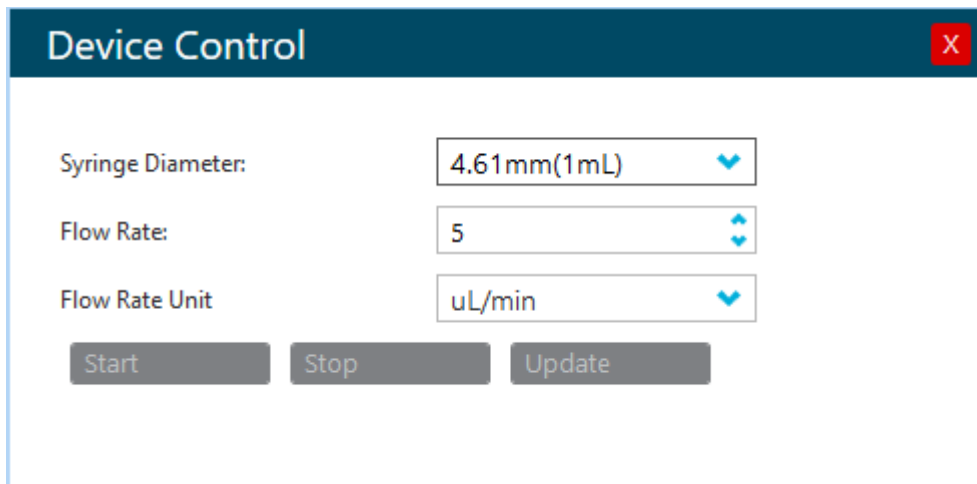 Device Control
X
Syringe Diameter: 4.61mm(1mL)
Flow Rate: 5
Flow Rate Unit uL/min
Start Stop Update